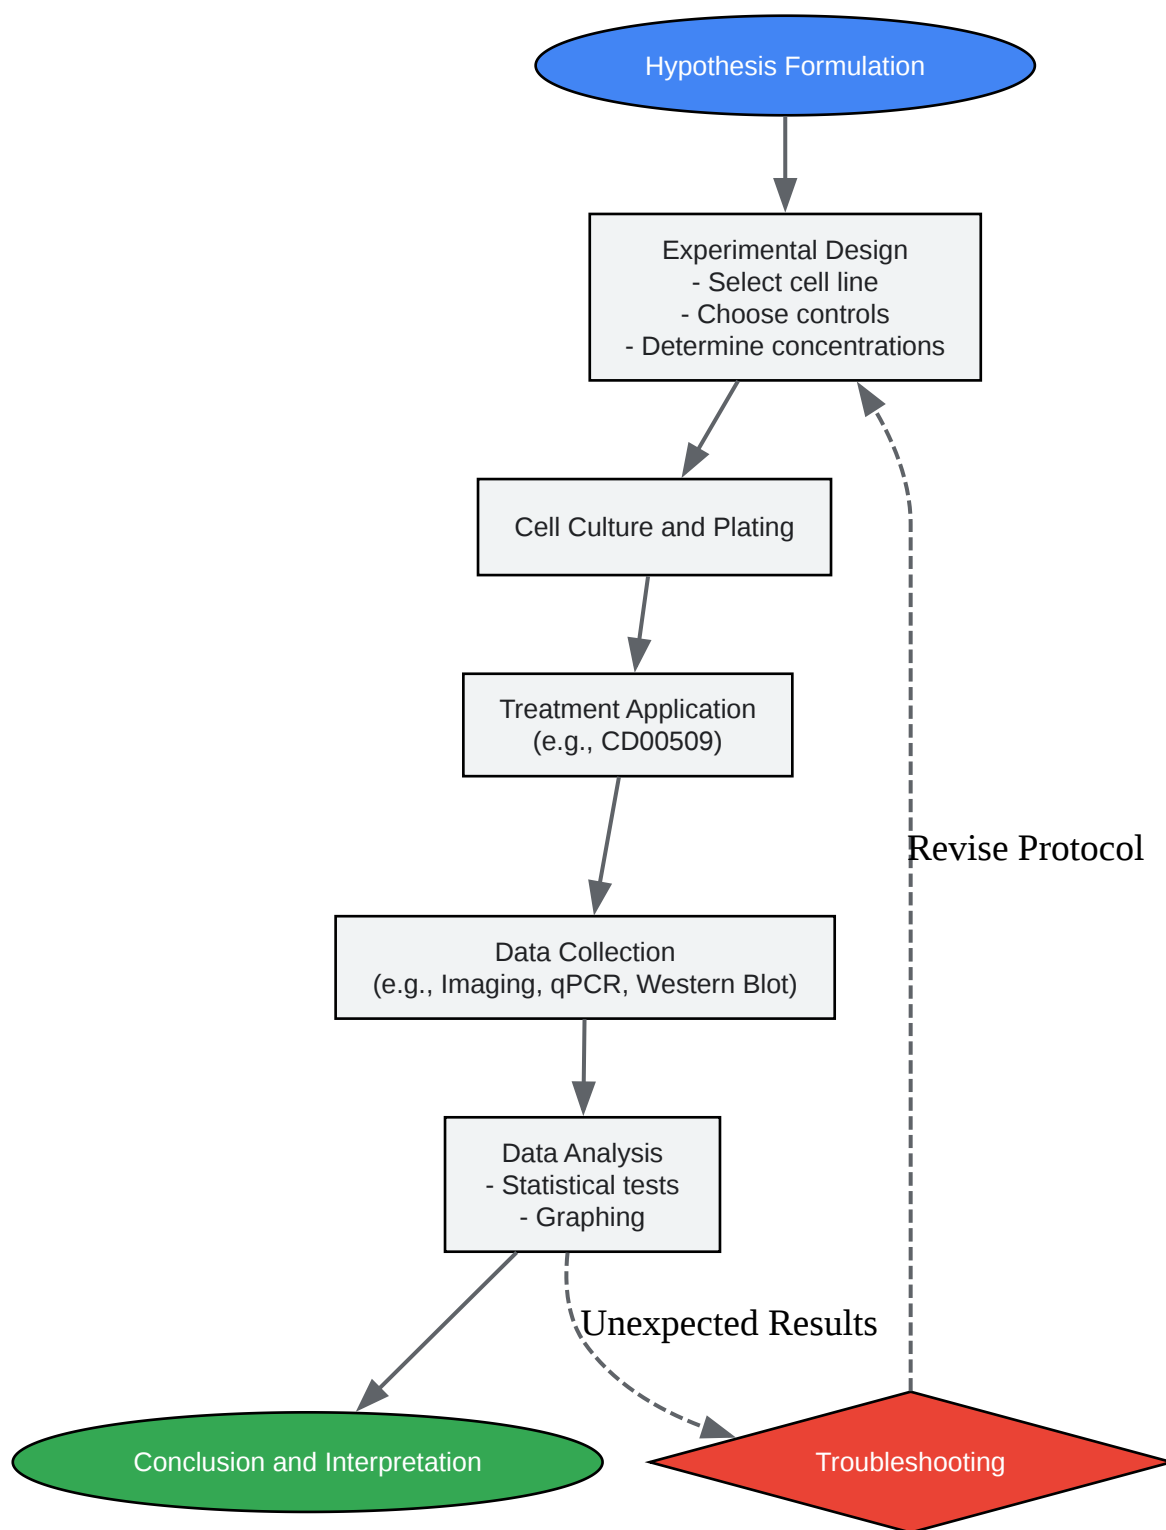 Hypothesis Formulation
Experimental Design
- Select cell line
- Choose controls
- Determine concentrations
Cell Culture and Plating
Treatment Application
(e.g., CD00509)
Revise Protocol
Data Collection
(e.g., Imaging, qPCR, Western Blot)
Data Analysis
- Statistical tests
- Graphing
Unexpected Results
Conclusion and Interpretation
Troubleshooting